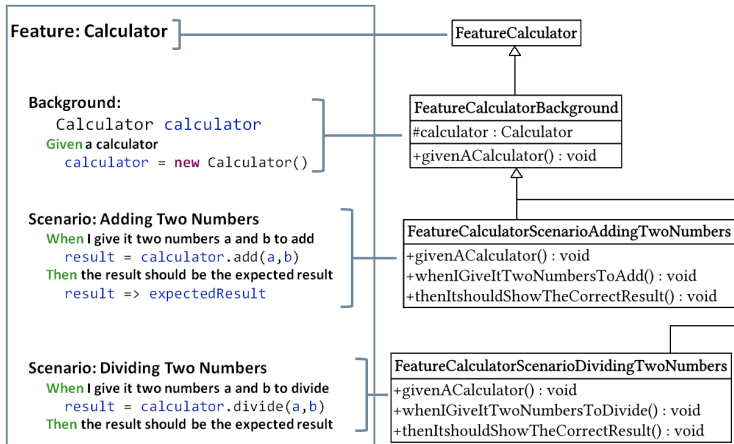 Feature: Calculator
Background:
Calculator calculator
Given a calculator
calculator = new Calculator()
Scenario: Adding Two Numbers
When I give it two numbers a and b to add
result = calculator.add(a,b)
Then the result should be the expected result
result => expectedResult
Scenario: Dividing Two Numbers
When I give it two numbers a and b to divide
result = calculator.divide(a,b)
Then the result should be the expected result
FeatureCalculator
FeatureCalculatorBackground
#calculator : Calculator
+givenACalculator() : void
FeatureCalculatorScenarioAddingTwoNumbers
+givenACalculator() : void
+whenIGiveItTwoNumbersToAdd() : void
+thenItshouldShowTheCorrectResult() : void
FeatureCalculatorScenarioDividingTwoNumbers
+givenACalculator() : void
+whenIGiveItTwoNumbersToDivide() : void
+thenItshouldShowTheCorrectResult() : void